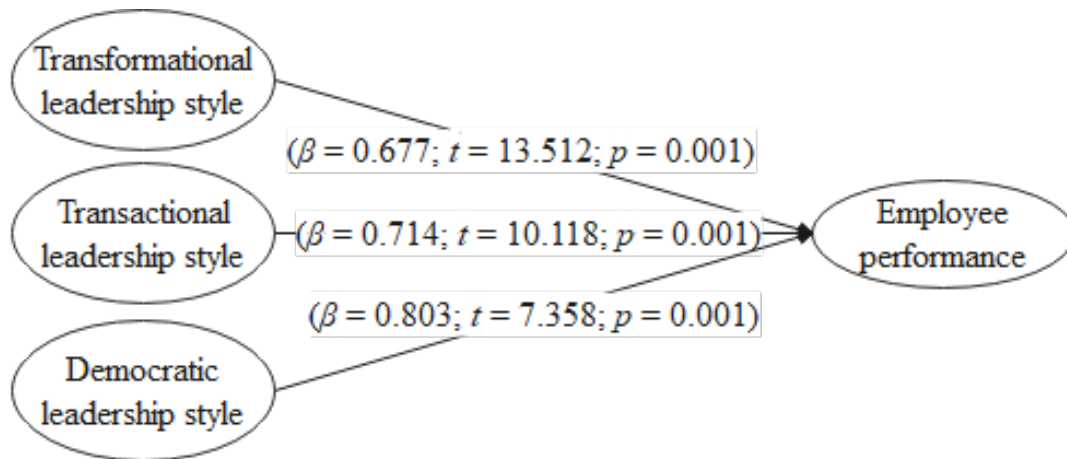 Transformational
leadership style
(β = 0.677; t = 13.512; p = 0.001)
Transactional
leadership style
(β = 0.714; t = 10.118; p = 0.001)
Employee
performance
(β = 0.803; t = 7.358; p = 0.001)
Democratic
leadership style